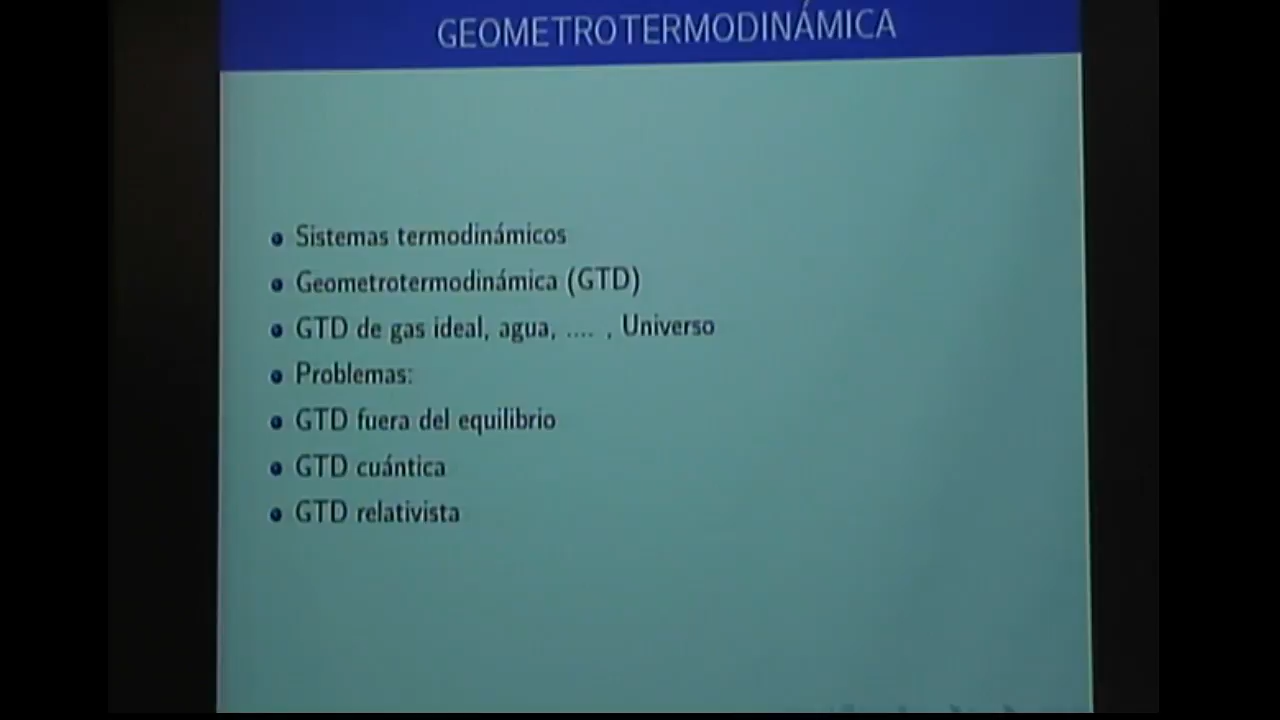 GEOMETROTERMODINÁMICA
Sistemas termodinámicos
Geometrotermodinámica (GTD)
GTD de gas ideal, agua, .... , Universo
Problemas:
GTD fuera del equilibrio
GTD cuántica
GTD relativista